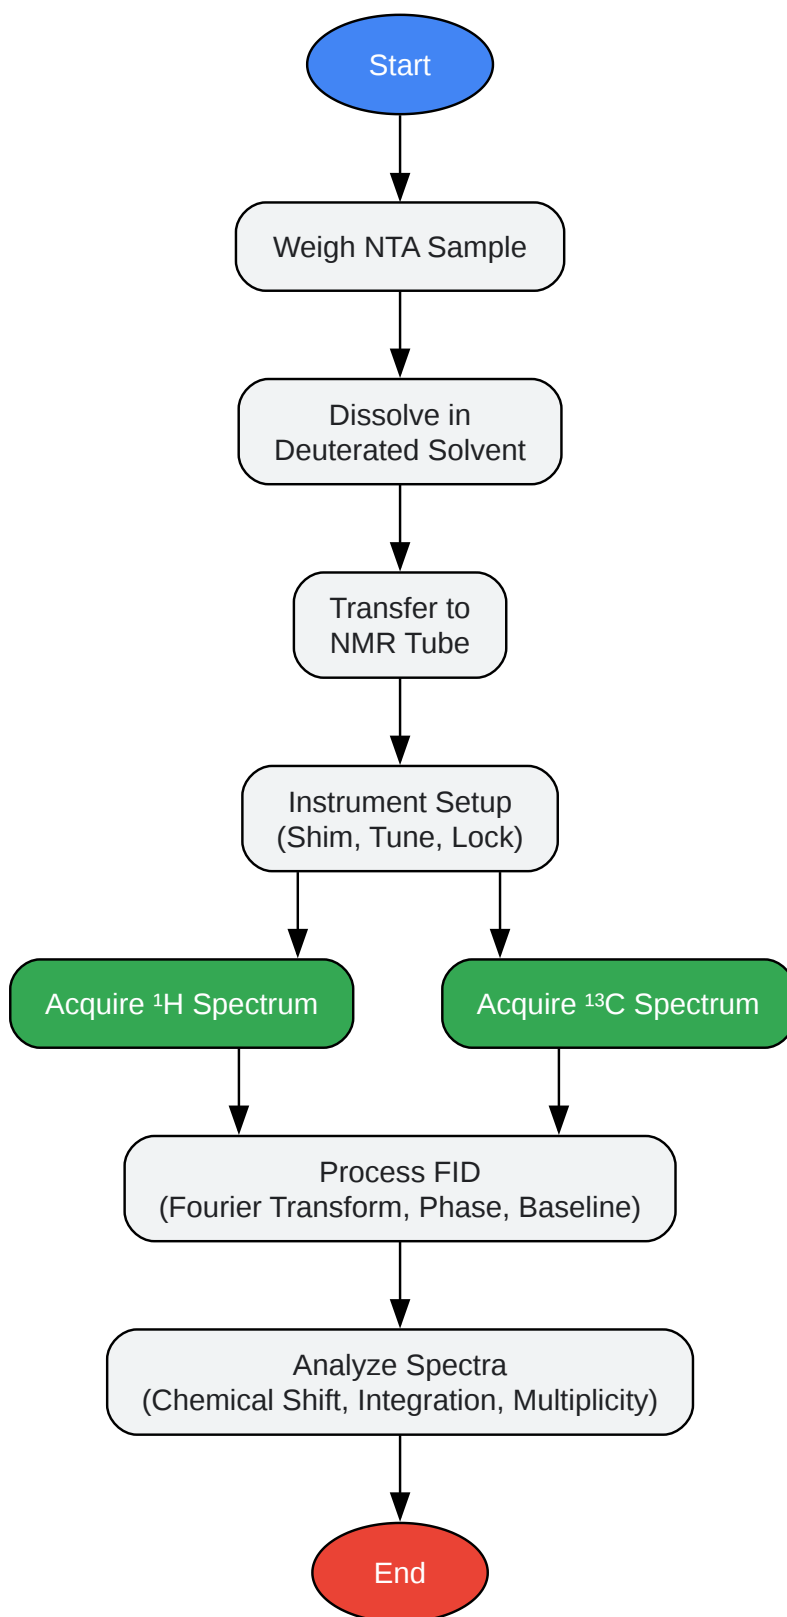 Start
Weigh NTA Sample
Dissolve in
Deuterated Solvent
Transfer to
NMR Tube
Instrument Setup
(Shim, Tune, Lock)
Acquire ¹H Spectrum
Acquire ¹³C Spectrum
Process FID
(Fourier Transform, Phase, Baseline)
Analyze Spectra
(Chemical Shift, Integration, Multiplicity)
End